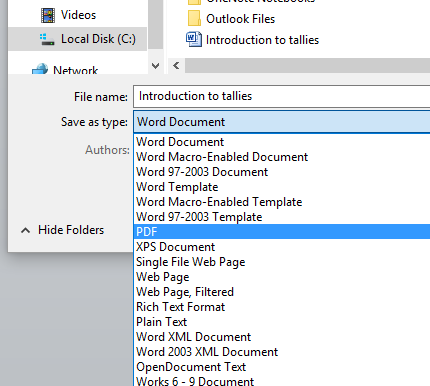 OneNote Notebooks
Videos
Outlook Files
Local Disk (C:)
Introduction to tallies
Network
File name: Introduction to tallies
Save as type: Word Document
Authors:
Word Document
Word Macro-Enabled Document
Word 97-2003 Document
Word Template
Word Macro-Enabled Template
Word 97-2003 Template
Hide Folders
PDF
XPS Document
Single File Web Page
Web Page
Web Page, Filtered
Rich Text Format
Plain Text
Word XML Document
Word 2003 XML Document
OpenDocument Text
Works 6 - 9 Document